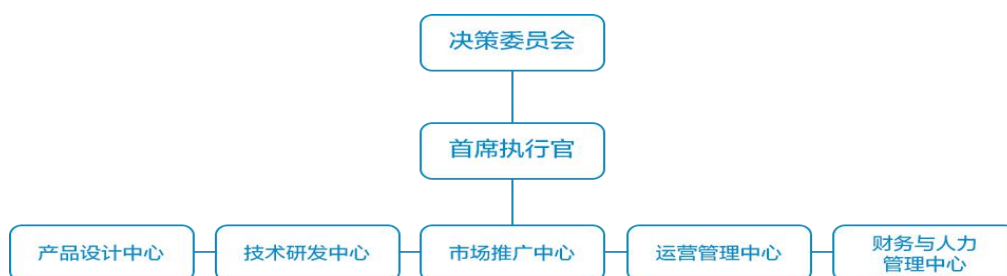 决策委员会
首席执行官
产品设计中心
技术研发中心
市场推广中心
运营管理中心
财务与人力
管理中心